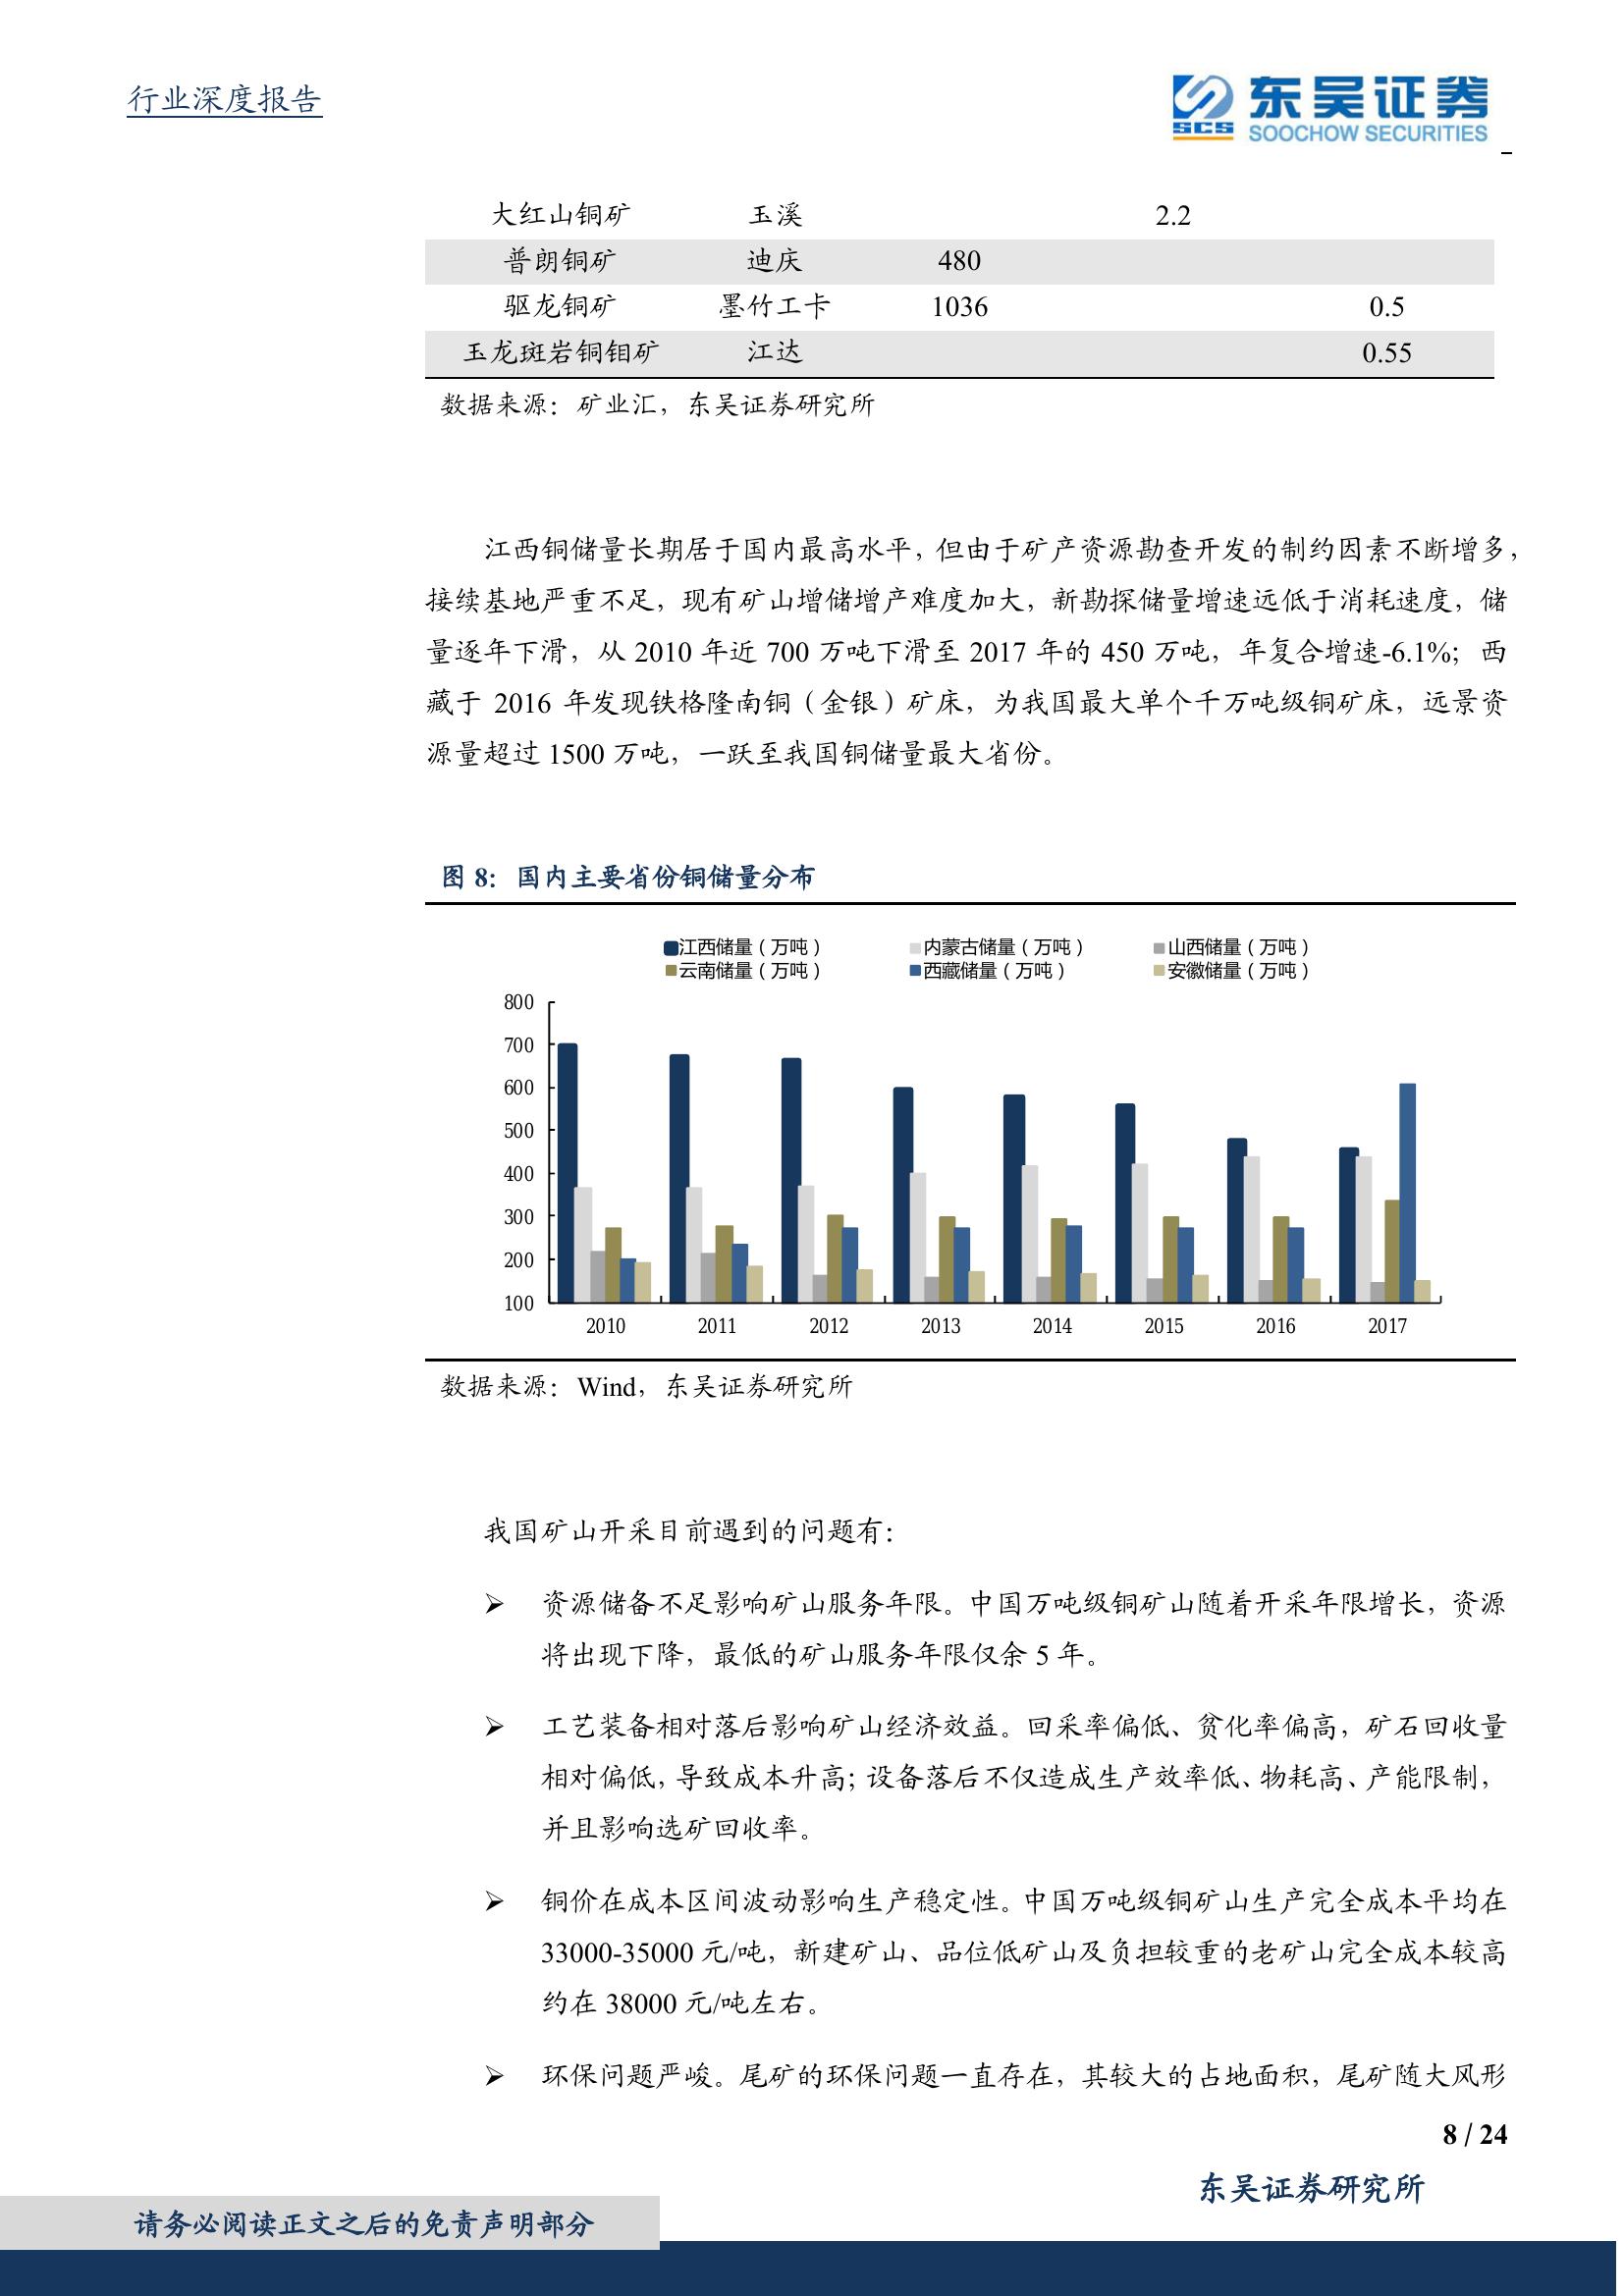 行业深度报告
SCS 东吴证券
SOOCHOW SECURITIES
大红山铜矿 玉溪 2.2
普朗铜矿 迪庆 480
驱龙铜矿 墨竹工卡 1036 0.5
玉龙斑岩铜钼矿 江达 0.55
数据来源：矿业汇，东吴证券研究所
江西铜储量长期居于国内最高水平，但由于矿产资源勘查开发的制约因素不断增多，
接续基地严重不足，现有矿山增储增产难度加大，新勘探储量增速远低于消耗速度，储
量逐年下滑，从 2010 年近 700 万吨下滑至 2017 年的 450 万吨，年复合增速-6.1%；西
藏于 2016 年发现铁格隆南铜（金银）矿床，为我国最大单个千万吨级铜矿床，远景资
源量超过 1500 万吨，一跃至我国铜储量最大省份。
图 8：国内主要省份铜储量分布
江西储量（万吨） 内蒙古储量（万吨） 山西储量（万吨）
云南储量（万吨） 西藏储量（万吨） 安徽储量（万吨）
800
700
600
500
400
300
200
100
2010 2011 2012 2013 2014 2015 2016 2017
数据来源：Wind，东吴证券研究所
我国矿山开采目前遇到的问题有：
➢ 资源储备不足影响矿山服务年限。中国万吨级铜矿山随着开采年限增长，资源
将出现下降，最低的矿山服务年限仅余 5 年。
➢ 工艺装备相对落后影响矿山经济效益。回采率偏低、贫化率偏高，矿石回收量
相对偏低，导致成本升高；设备落后不仅造成生产效率低、物耗高、产能限制，
并且影响选矿回收率。
➢ 铜价在成本区间波动影响生产稳定性。中国万吨级铜矿山生产完全成本平均在
33000-35000 元/吨，新建矿山、品位低矿山及负担较重的老矿山完全成本较高
约在 38000 元/吨左右。
➢ 环保问题严峻。尾矿的环保问题一直存在，其较大的占地面积，尾矿随大风形
8 / 24
东吴证券研究所
请务必阅读正文之后的免责声明部分